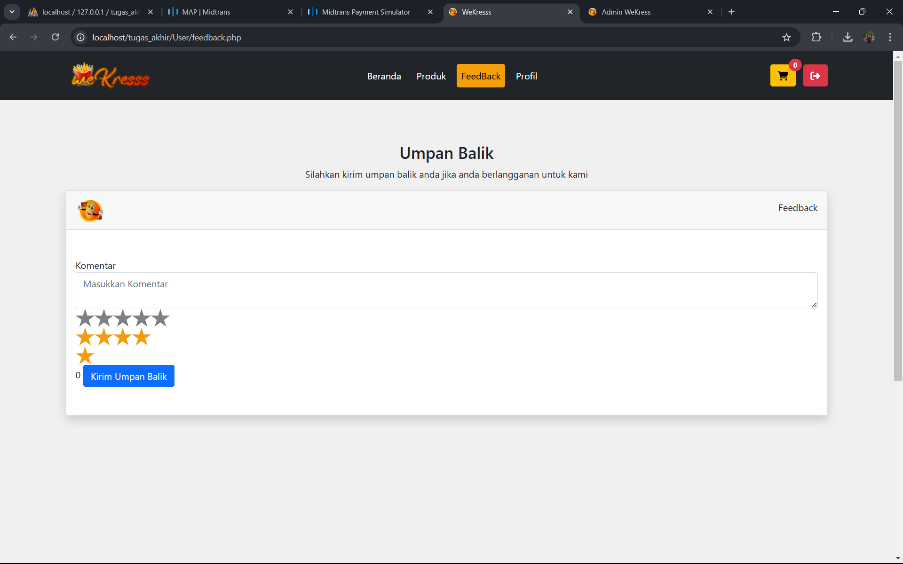 localhost / 127.0.0.1 / tugas_akl
MAP | Midtrans
Midtrans Payment Simulator
WeKresss
Admin WeKress
localhost/tugas_akhir/User/feedback.php
weKresss
Beranda
Produk
FeedBack
Profil
0
Umpan Balik
Silahkan kirim umpan balik anda jika anda berlangganan untuk kami
Feedback
Komentar
Masukkan Komentar
0 Kirim Umpan Balik